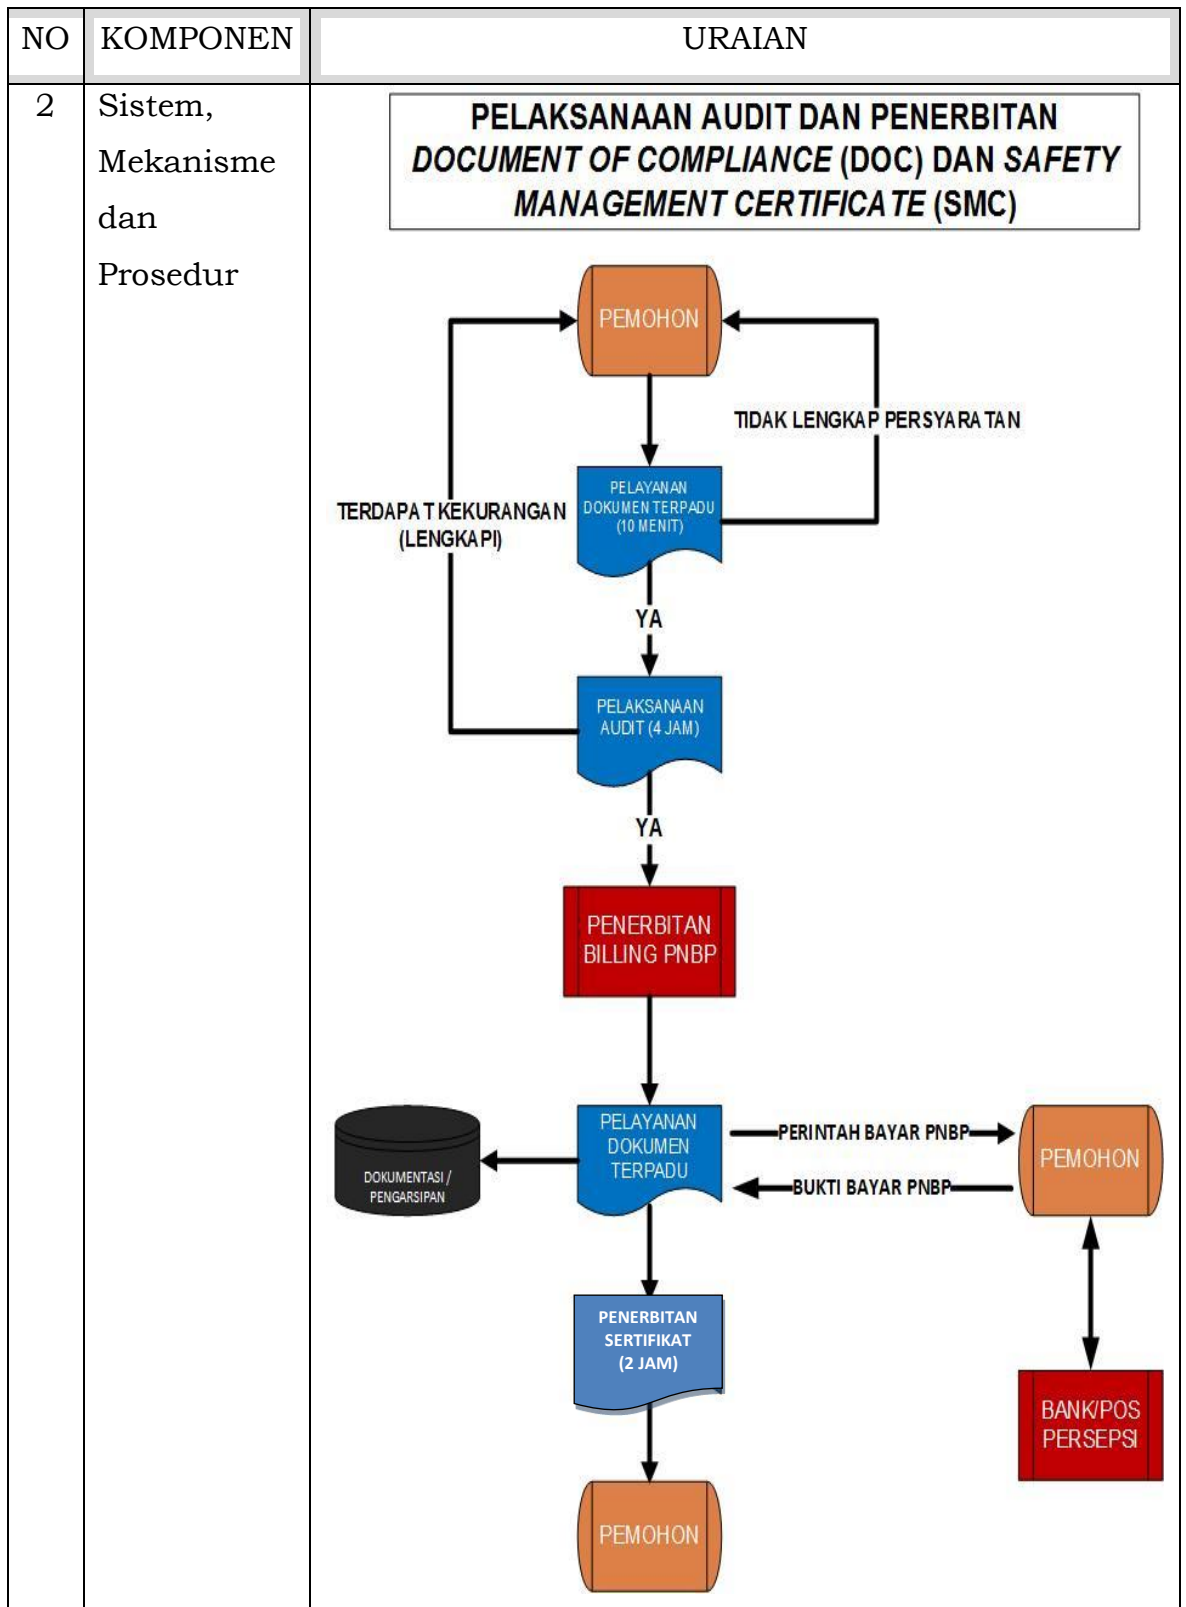 NO KOMPONEN URAIAN
2 Sistem,
Mekanisme
dan
Prosedur
PELAKSANAAN AUDIT DAN PENERBITAN
DOCUMENT OF COMPLIANCE (DOC) DAN SAFETY
MANAGEMENT CERTIFICATE (SMC)
PEMOHON
TIDAK LENGKAP PERSYARATAN
PELAYANAN
DOKUMEN TERPADU
(10 MENIT)
TERDAPAT KEKURANGAN
(LENGKAPI)
YA
PELAKSANAAN
AUDIT (4 JAM)
YA
PENERBITAN
BILLING PNBP
PELAYANAN
DOKUMEN
TERPADU
PERINTAH BAYAR PNBP
BUKTI BAYAR PNBP
PEMOHON
DOKUMENTASI /
PENGARSIPAN
PENERBITAN
SERTIFIKAT
(2 JAM)
BANK/POS
PERSEPSI
PEMOHON